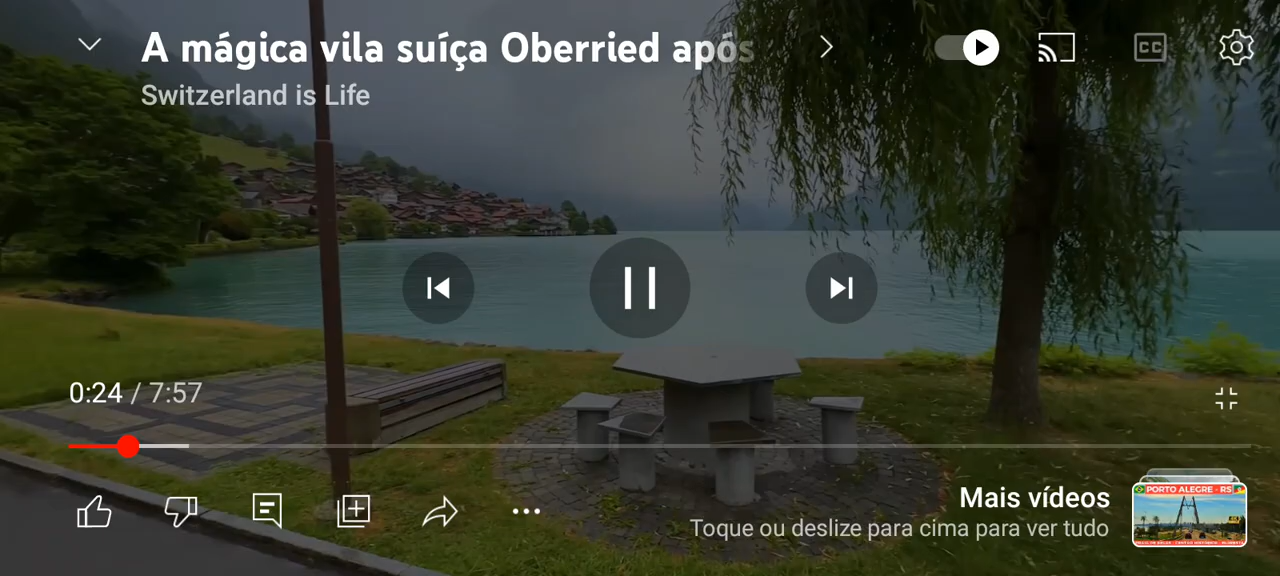 A mágica vila suíça Oberried após
Switzerland is Life
CC
0:24 / 7:57
Mais vídeos
Toque ou deslize para cima para ver tudo
PORTO ALEGRE - RS